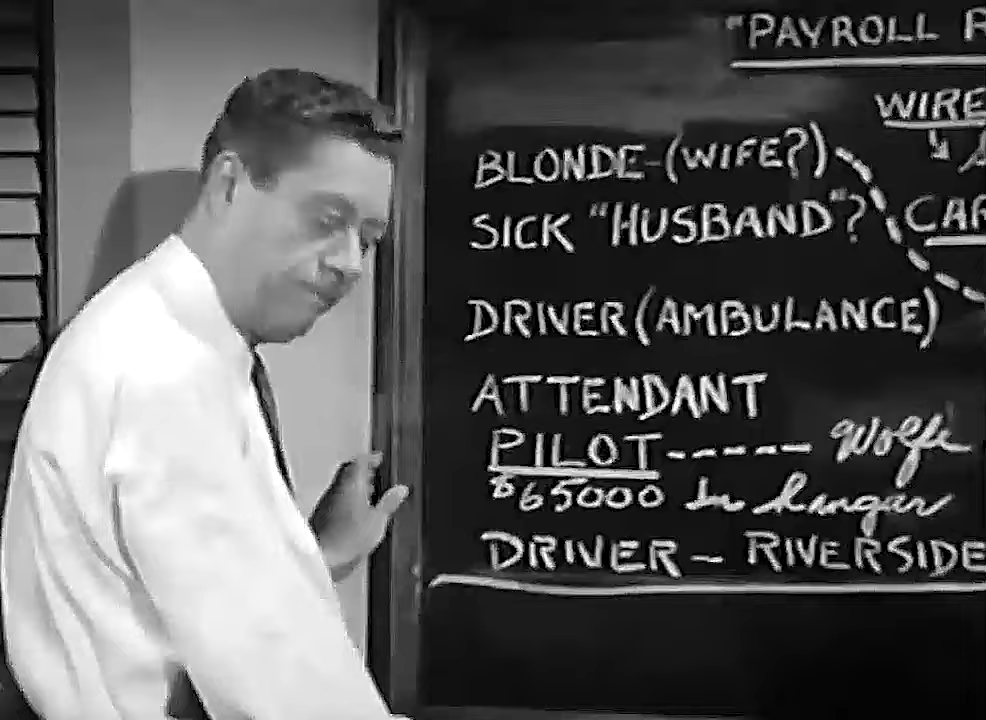 "PAYROLL R
WIRE
BLONDE-(WIFE?)
SICK "HUSBAND"? CAR
DRIVER (AMBULANCE)
ATTENDANT
PILOT----- Wolfe
$65000 In hangar
DRIVER - RIVERSIDE